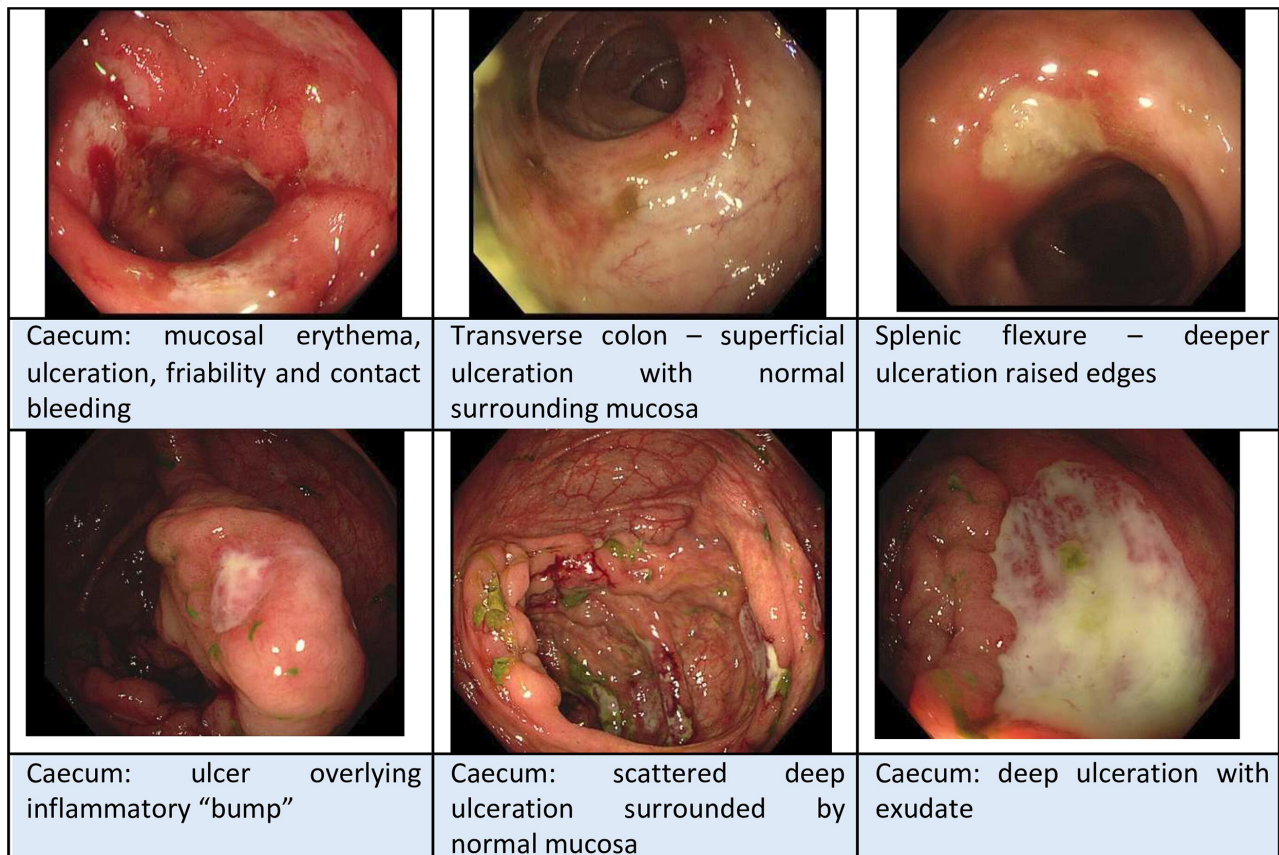 Caecum: mucosal erythema,
ulceration, friability and contact
bleeding
Transverse colon – superficial
ulceration with normal
surrounding mucosa
Splenic flexure – deeper
ulceration raised edges
Caecum: ulcer overlying
inflammatory “bump”
Caecum: scattered deep
ulceration surrounded by
normal mucosa
Caecum: deep ulceration with
exudate